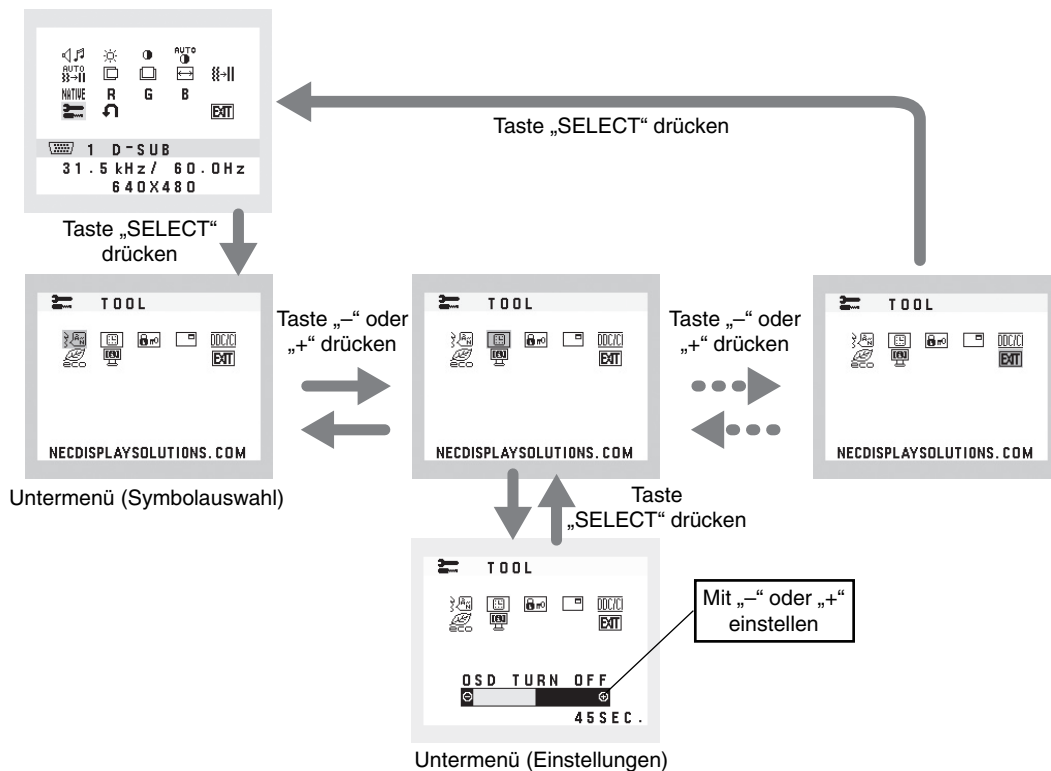 AUTO
AUTO
NATIVE R G B
EXIT
1 D-SUB
31.5 kHz/ 60.0Hz
640X480
Taste „SELECT“ drücken
Taste „SELECT“
drücken
TOOL
DDC/CI
eco EXIT
NECDISPLAYSOLUTIONS.COM
Untermenü (Symbolauswahl)
Taste „–“ oder
„+“ drücken
TOOL
DDC/CI
eco EXIT
NECDISPLAYSOLUTIONS.COM
Taste „–“ oder
„+“ drücken
TOOL
DDC/CI
eco EXIT
NECDISPLAYSOLUTIONS.COM
Taste
„SELECT“ drücken
TOOL
DDC/CI
eco EXIT
OSD TURN OFF
45SEC.
Mit „–“ oder „+“
einstellen
Untermenü (Einstellungen)